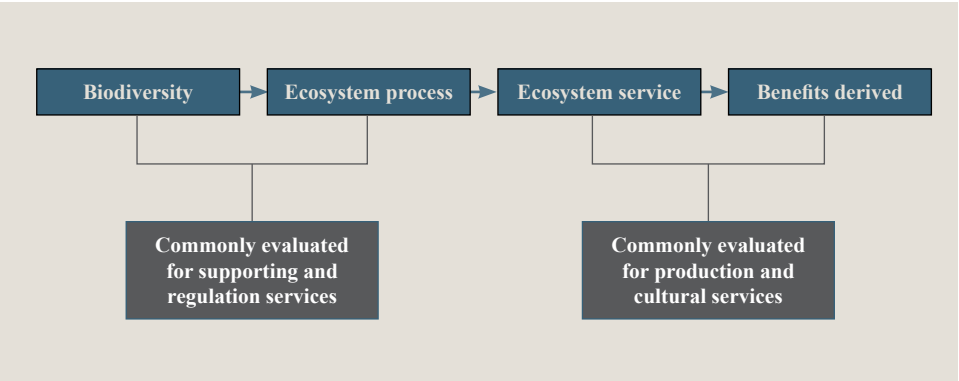 Biodiversity
Ecosystem process
Ecosystem service
Benefits derived
Commonly evaluated
for supporting and
regulation services
Commonly evaluated
for production and
cultural services